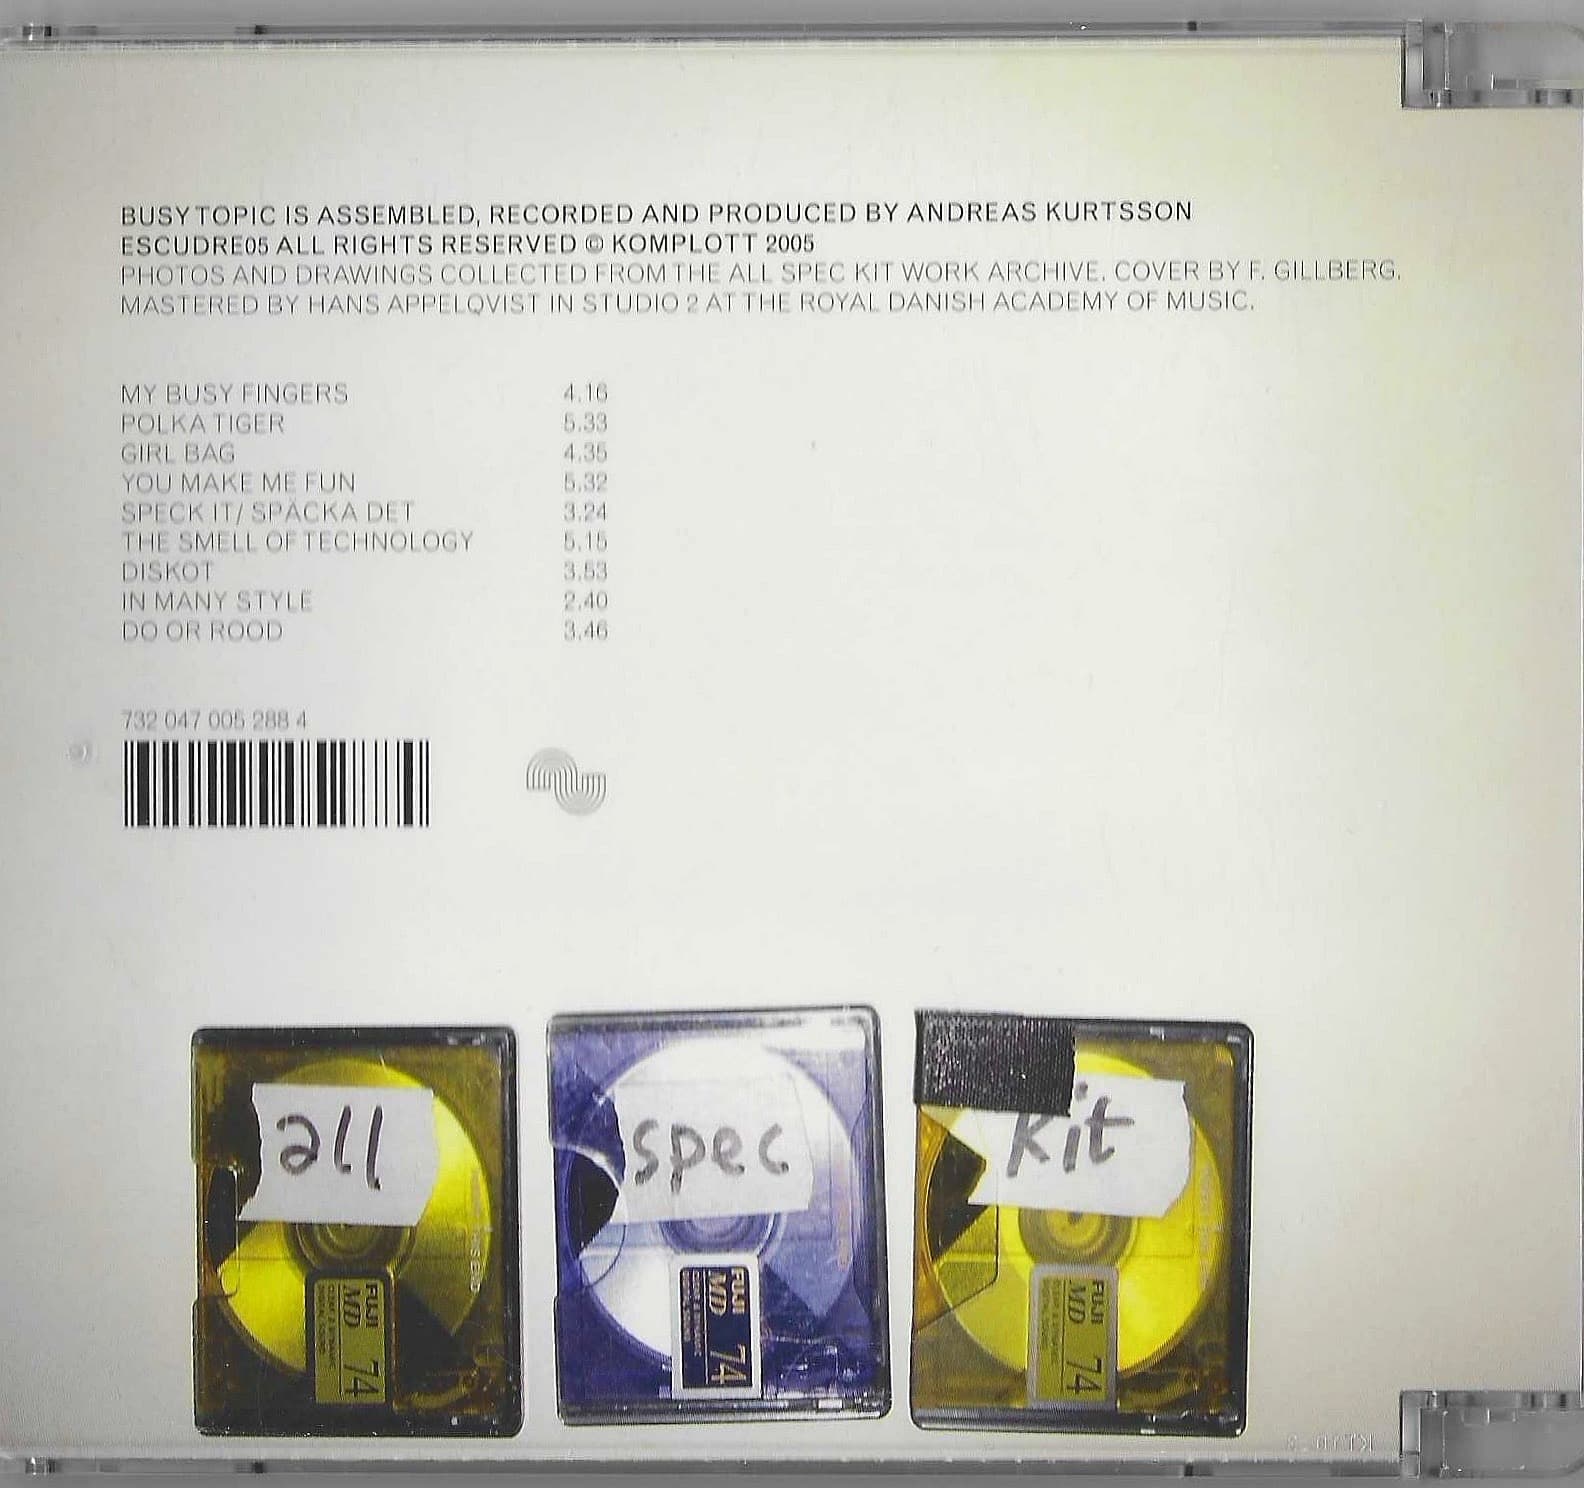 BUSY TOPIC IS ASSEMBLED, RECORDED AND PRODUCED BY ANDREAS KURTSSON
ESCUDRE05 ALL RIGHTS RESERVED © KOMPLOTT 2005
PHOTOS AND DRAWINGS COLLECTED FROM THE ALL SPEC KIT WORK ARCHIVE. COVER BY F. GILLBERG.
MASTERED BY HANS APPELQVIST IN STUDIO 2 AT THE ROYAL DANISH ACADEMY OF MUSIC.
MY BUSY FINGERS 4.16
POLKA TIGER 5.33
GIRL BAG 4.35
YOU MAKE ME FUN 5.32
SPECK IT/ SPÄCKA DET 3.24
THE SMELL OF TECHNOLOGY 5.15
DISKOT 3.53
IN MANY STYLE 2.40
DO OR ROOD 3.46
732 047 005 288 4
all
spec
kit
FUJI
MD 74
FUJI
MD 74
FUJI
MD 74